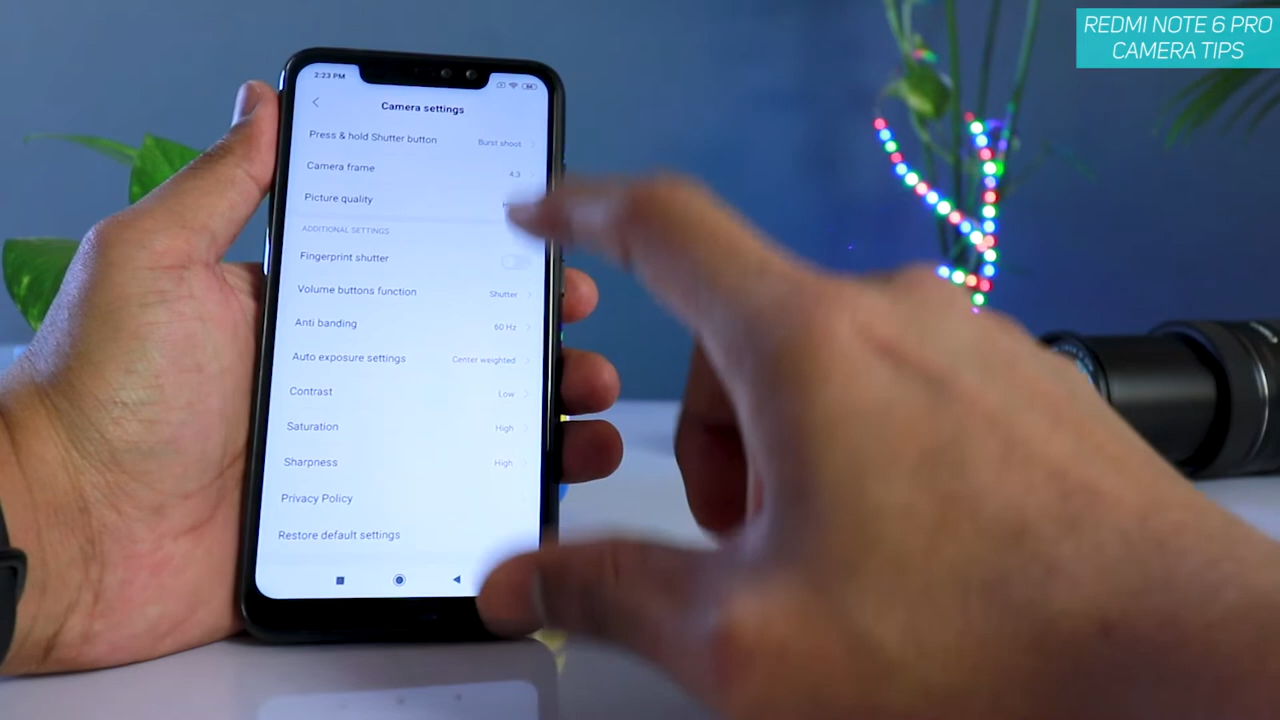 REDMI NOTE 6 PRO
CAMERA TIPS
2:23 PM
Camera settings
Press & hold Shutter button Burst shoot
Camera frame 4:3
Picture quality
ADDITIONAL SETTINGS
Fingerprint shutter
Volume buttons function Shutter
Anti banding 60 Hz
Auto exposure settings Center weighted
Contrast Low
Saturation High
Sharpness High
Privacy Policy
Restore default settings